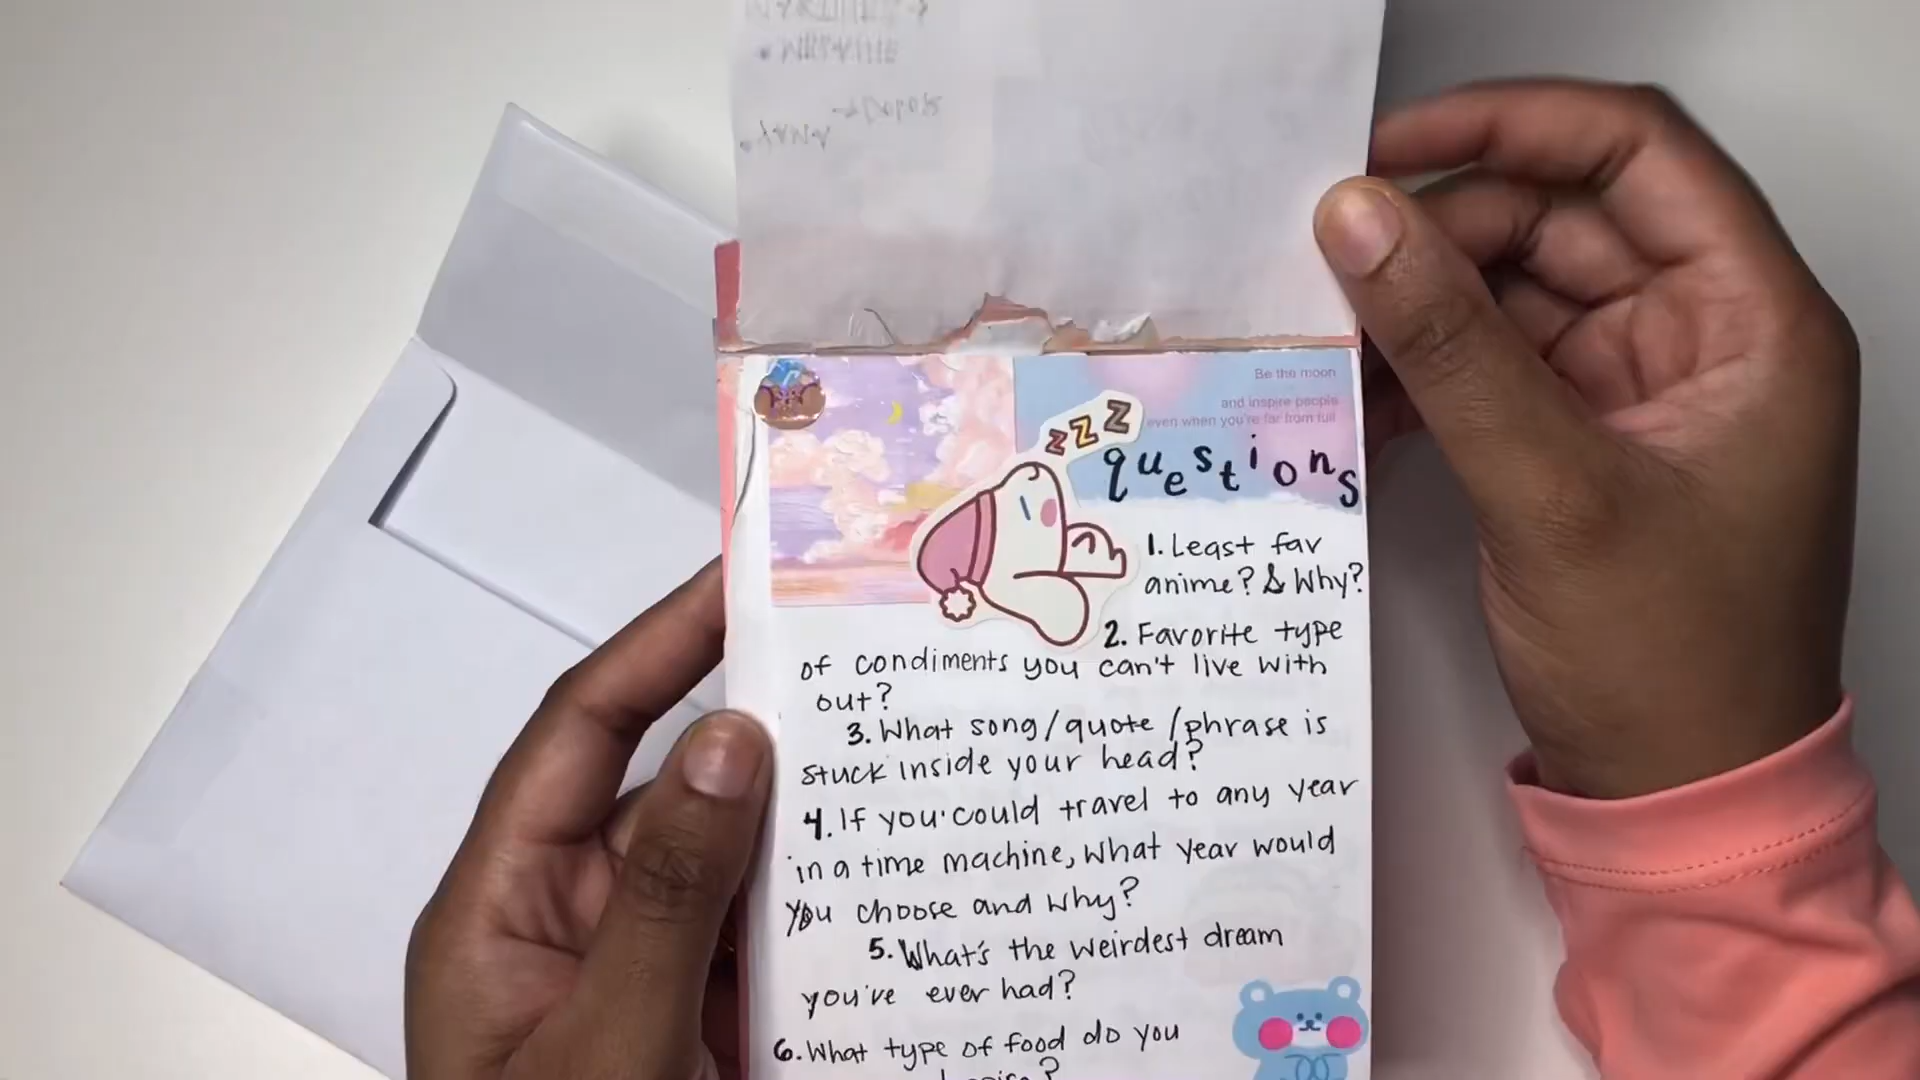 Be the moon
and inspire people
even when you're far from full
zzz
questions
1. Least fav
anime? & Why?
2. Favorite type
of condiments you can't live with
out?
3. What song/quote/phrase is
stuck inside your head?
4. If you could travel to any year
in a time machine, what year would
you choose and why?
5. What's the weirdest dream
you've ever had?
6. What type of food do you